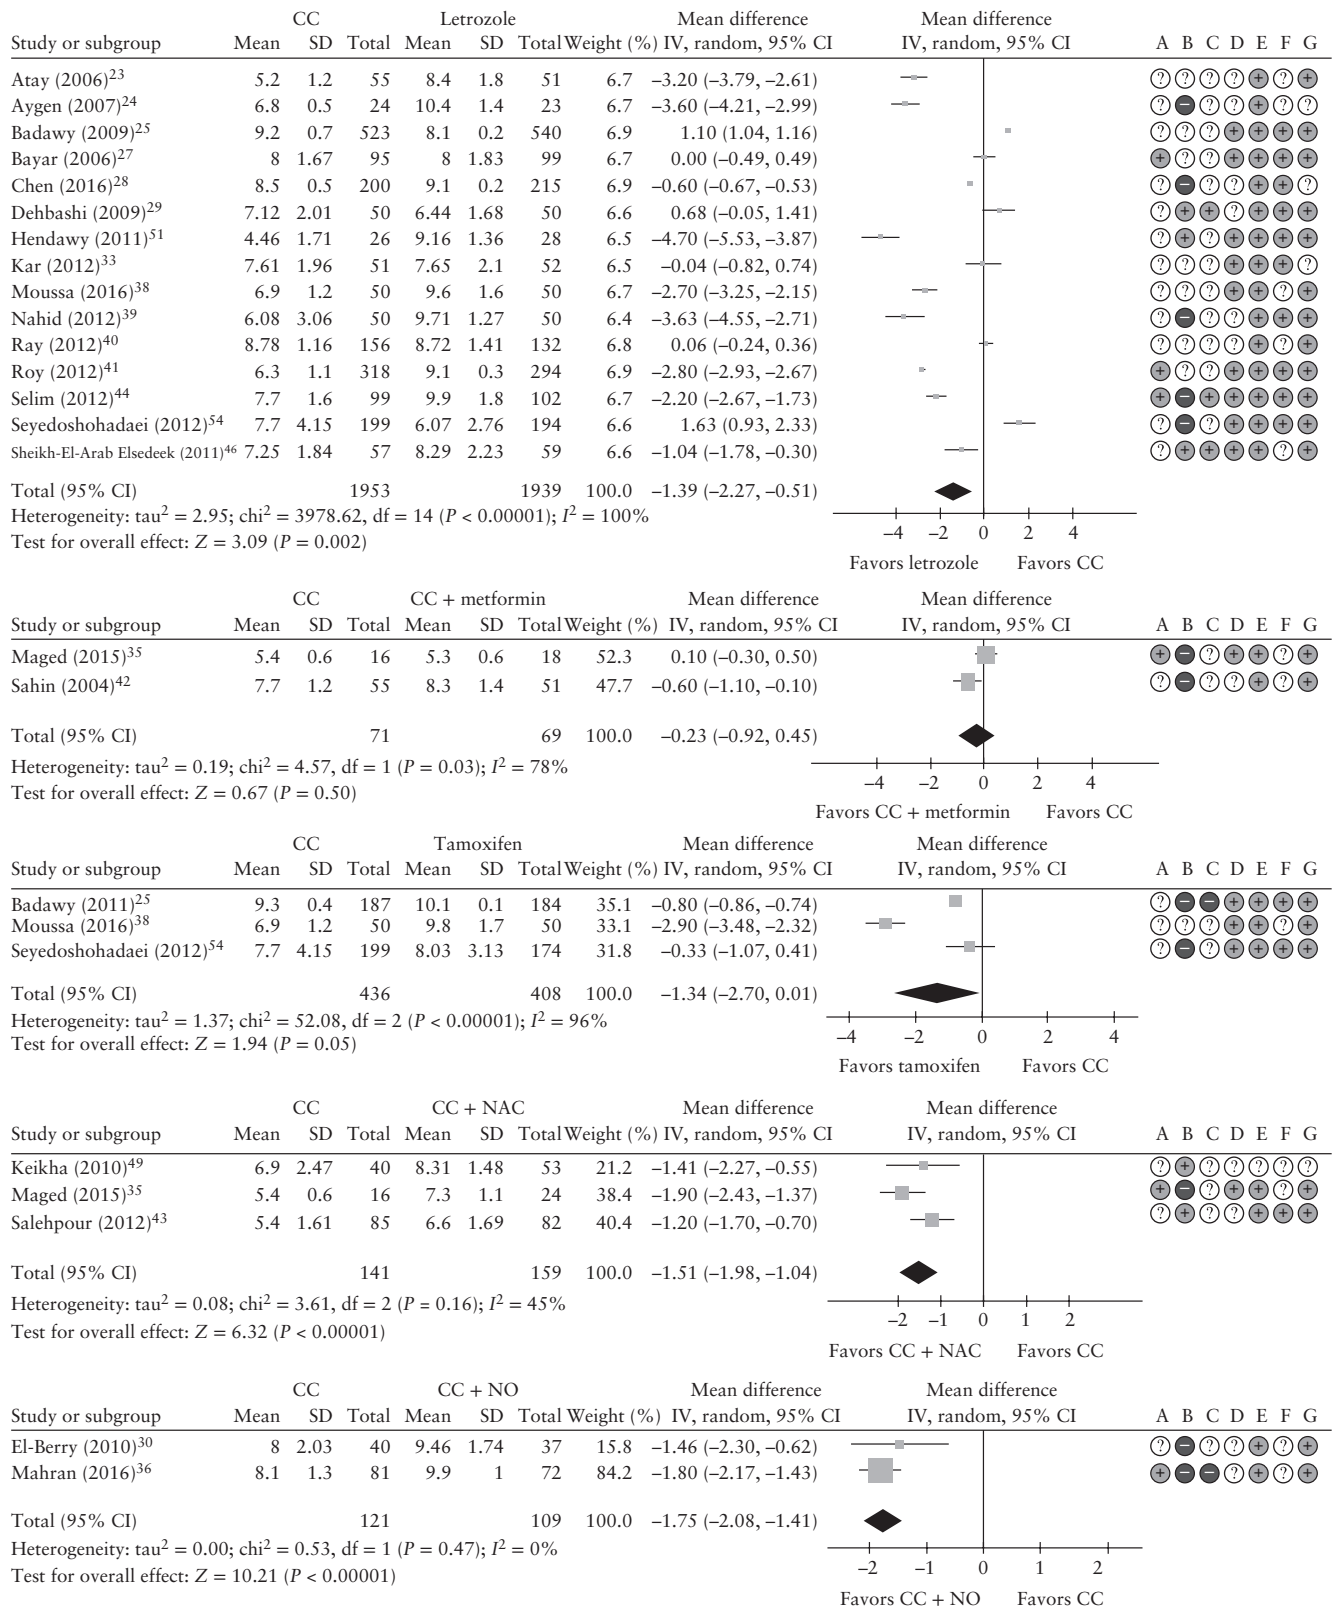 CC Letrozole Mean difference Mean difference
Study or subgroup Mean SD Total Mean SD Total Weight (%) IV, random, 95% CI IV, random, 95% CI A B C D E F G
Atay (2006)23 5.2 1.2 55 8.4 1.8 51 6.7 –3.20 (–3.79, –2.61) ? ? ? ? + ? +
Aygen (2007)24 6.8 0.5 24 10.4 1.4 23 6.7 –3.60 (–4.21, –2.99) ? – ? ? + ? ?
Badawy (2009)25 9.2 0.7 523 8.1 0.2 540 6.9 1.10 (1.04, 1.16) ? ? ? + + + +
Bayar (2006)27 8 1.67 95 8 1.83 99 6.7 0.00 (–0.49, 0.49) + ? ? + + + +
Chen (2016)28 8.5 0.5 200 9.1 0.2 215 6.9 –0.60 (–0.67, –0.53) ? – ? ? + + ?
Dehbashi (2009)29 7.12 2.01 50 6.44 1.68 50 6.6 0.68 (–0.05, 1.41) ? + + ? + + +
Hendawy (2011)51 4.46 1.71 26 9.16 1.36 28 6.5 –4.70 (–5.53, –3.87) ? + ? + + + +
Kar (2012)33 7.61 1.96 51 7.65 2.1 52 6.5 –0.04 (–0.82, 0.74) ? ? ? + + + ?
Moussa (2016)38 6.9 1.2 50 9.6 1.6 50 6.7 –2.70 (–3.25, –2.15) ? ? ? + + ? +
Nahid (2012)39 6.08 3.06 50 9.71 1.27 50 6.4 –3.63 (–4.55, –2.71) ? – ? ? + + +
Ray (2012)40 8.78 1.16 156 8.72 1.41 132 6.8 0.06 (–0.24, 0.36) ? ? ? ? + ? +
Roy (2012)41 6.3 1.1 318 9.1 0.3 294 6.9 –2.80 (–2.93, –2.67) + ? ? + + + +
Selim (2012)44 7.7 1.6 99 9.9 1.8 102 6.7 –2.20 (–2.67, –1.73) + – + + + + +
Seyedoshohadaei (2012)54 7.7 4.15 199 6.07 2.76 194 6.6 1.63 (0.93, 2.33) ? – ? + + + +
Sheikh-El-Arab Elsedeek (2011)46 7.25 1.84 57 8.29 2.23 59 6.6 –1.04 (–1.78, –0.30) ? + + + + ? +
Total (95% CI) 1953 1939 100.0 –1.39 (–2.27, –0.51)
Heterogeneity: tau2 = 2.95; chi2 = 3978.62, df = 14 (P < 0.00001); I2 = 100%
Test for overall effect: Z = 3.09 (P = 0.002)
–4 –2 0 2 4
Favors letrozole Favors CC
CC CC + metformin Mean difference Mean difference
Study or subgroup Mean SD Total Mean SD Total Weight (%) IV, random, 95% CI IV, random, 95% CI A B C D E F G
Maged (2015)35 5.4 0.6 16 5.3 0.6 18 52.3 0.10 (–0.30, 0.50) + – ? + + ? +
Sahin (2004)42 7.7 1.2 55 8.3 1.4 51 47.7 –0.60 (–1.10, –0.10) ? – ? ? + ? +
Total (95% CI) 71 69 100.0 –0.23 (–0.92, 0.45)
Heterogeneity: tau2 = 0.19; chi2 = 4.57, df = 1 (P = 0.03); I2 = 78%
Test for overall effect: Z = 0.67 (P = 0.50)
–4 –2 0 2 4
Favors CC + metformin Favors CC
CC Tamoxifen Mean difference Mean difference
Study or subgroup Mean SD Total Mean SD Total Weight (%) IV, random, 95% CI IV, random, 95% CI A B C D E F G
Badawy (2011)25 9.3 0.4 187 10.1 0.1 184 35.1 –0.80 (–0.86, –0.74) ? – – + + + +
Moussa (2016)38 6.9 1.2 50 9.8 1.7 50 33.1 –2.90 (–3.48, –2.32) ? ? ? + + ? +
Seyedoshohadaei (2012)54 7.7 4.15 199 8.03 3.13 174 31.8 –0.33 (–1.07, 0.41) ? – ? + + + +
Total (95% CI) 436 408 100.0 –1.34 (–2.70, 0.01)
Heterogeneity: tau2 = 1.37; chi2 = 52.08, df = 2 (P < 0.00001); I2 = 96%
Test for overall effect: Z = 1.94 (P = 0.05)
–4 –2 0 2 4
Favors tamoxifen Favors CC
CC CC + NAC Mean difference Mean difference
Study or subgroup Mean SD Total Mean SD Total Weight (%) IV, random, 95% CI IV, random, 95% CI A B C D E F G
Keikha (2010)49 6.9 2.47 40 8.31 1.48 53 21.2 –1.41 (–2.27, –0.55) ? + ? ? ? ? ?
Maged (2015)35 5.4 0.6 16 7.3 1.1 24 38.4 –1.90 (–2.43, –1.37) + – ? + + ? +
Salehpour (2012)43 5.4 1.61 85 6.6 1.69 82 40.4 –1.20 (–1.70, –0.70) ? + ? ? + + +
Total (95% CI) 141 159 100.0 –1.51 (–1.98, –1.04)
Heterogeneity: tau2 = 0.08; chi2 = 3.61, df = 2 (P = 0.16); I2 = 45%
Test for overall effect: Z = 6.32 (P < 0.00001)
–2 –1 0 1 2
Favors CC + NAC Favors CC
CC CC + NO Mean difference Mean difference
Study or subgroup Mean SD Total Mean SD Total Weight (%) IV, random, 95% CI IV, random, 95% CI A B C D E F G
El-Berry (2010)30 8 2.03 40 9.46 1.74 37 15.8 –1.46 (–2.30, –0.62) ? – ? ? + ? +
Mahran (2016)36 8.1 1.3 81 9.9 1 72 84.2 –1.80 (–2.17, –1.43) + – – ? + ? +
Total (95% CI) 121 109 100.0 –1.75 (–2.08, –1.41)
Heterogeneity: tau2 = 0.00; chi2 = 0.53, df = 1 (P = 0.47); I2 = 0%
Test for overall effect: Z = 10.21 (P < 0.00001)
–2 –1 0 1 2
Favors CC + NO Favors CC